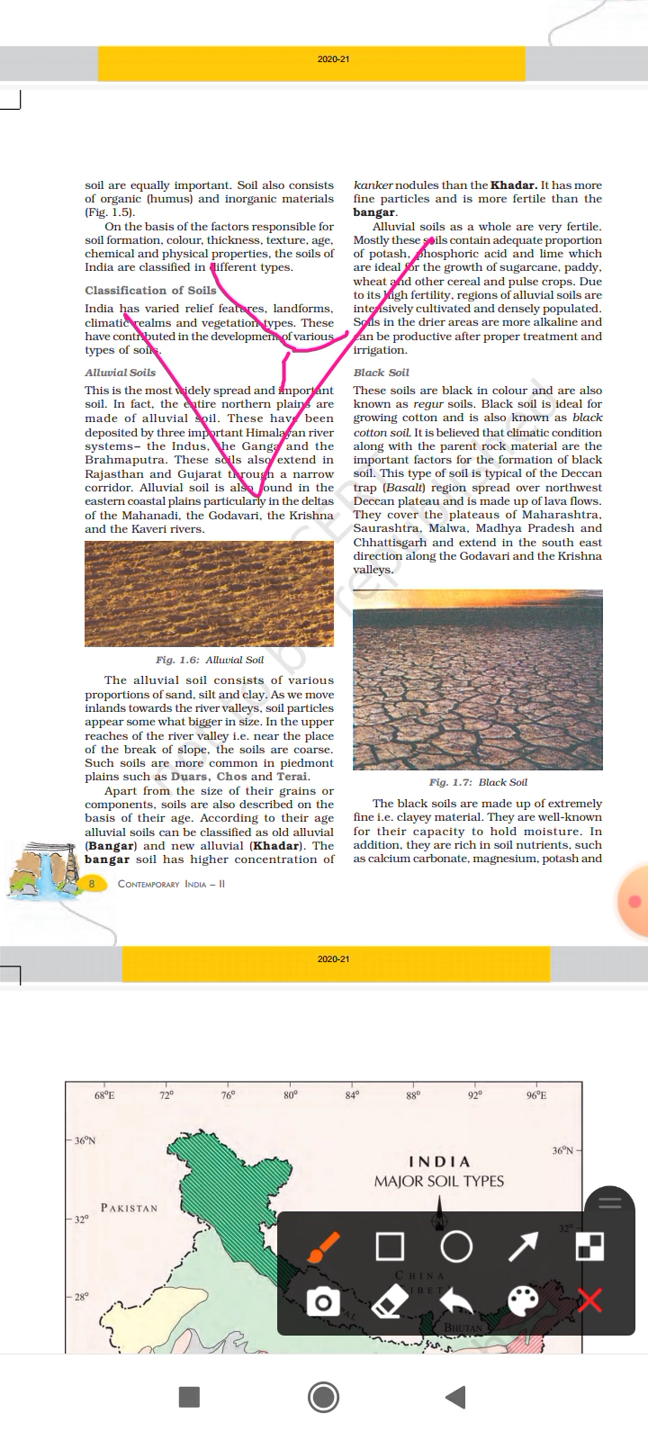 2020-21
soil are equally important. Soil also consists
of organic (humus) and inorganic materials
(Fig. 1.5).
On the basis of the factors responsible for
soil formation, colour, thickness, texture, age,
chemical and physical properties, the soils of
India are classified in different types.
Classification of Soils
India has varied relief features, landforms,
climatic realms and vegetation types. These
have contributed in the development of various
types of soils.
Alluvial Soils
This is the most widely spread and important
soil. In fact, the entire northern plains are
made of alluvial soil. These have been
deposited by three important Himalayan river
systems– the Indus, the Ganga and the
Brahmaputra. These soils also extend in
Rajasthan and Gujarat through a narrow
corridor. Alluvial soil is also found in the
eastern coastal plains particularly in the deltas
of the Mahanadi, the Godavari, the Krishna
and the Kaveri rivers.
Fig. 1.6: Alluvial Soil
The alluvial soil consists of various
proportions of sand, silt and clay. As we move
inlands towards the river valleys, soil particles
appear some what bigger in size. In the upper
reaches of the river valley i.e. near the place
of the break of slope, the soils are coarse.
Such soils are more common in piedmont
plains such as Duars, Chos and Terai.
Apart from the size of their grains or
components, soils are also described on the
basis of their age. According to their age
alluvial soils can be classified as old alluvial
(Bangar) and new alluvial (Khadar). The
bangar soil has higher concentration of
kanker nodules than the Khadar. It has more
fine particles and is more fertile than the
bangar.
Alluvial soils as a whole are very fertile.
Mostly these soils contain adequate proportion
of potash, phosphoric acid and lime which
are ideal for the growth of sugarcane, paddy,
wheat and other cereal and pulse crops. Due
to its high fertility, regions of alluvial soils are
intensively cultivated and densely populated.
Soils in the drier areas are more alkaline and
can be productive after proper treatment and
irrigation.
Black Soil
These soils are black in colour and are also
known as regur soils. Black soil is ideal for
growing cotton and is also known as black
cotton soil. It is believed that climatic condition
along with the parent rock material are the
important factors for the formation of black
soil. This type of soil is typical of the Deccan
trap (Basalt) region spread over northwest
Deccan plateau and is made up of lava flows.
They cover the plateaus of Maharashtra,
Saurashtra, Malwa, Madhya Pradesh and
Chhattisgarh and extend in the south east
direction along the Godavari and the Krishna
valleys.
Fig. 1.7: Black Soil
The black soils are made up of extremely
fine i.e. clayey material. They are well-known
for their capacity to hold moisture. In
addition, they are rich in soil nutrients, such
as calcium carbonate, magnesium, potash and
8 CONTEMPORARY INDIA – II
2020-21
68°E 72° 76° 80° 84° 88° 92° 96°E
36°N 36°N
INDIA
MAJOR SOIL TYPES
PAKISTAN
32° 32°
CHINA
28°
BHUTAN